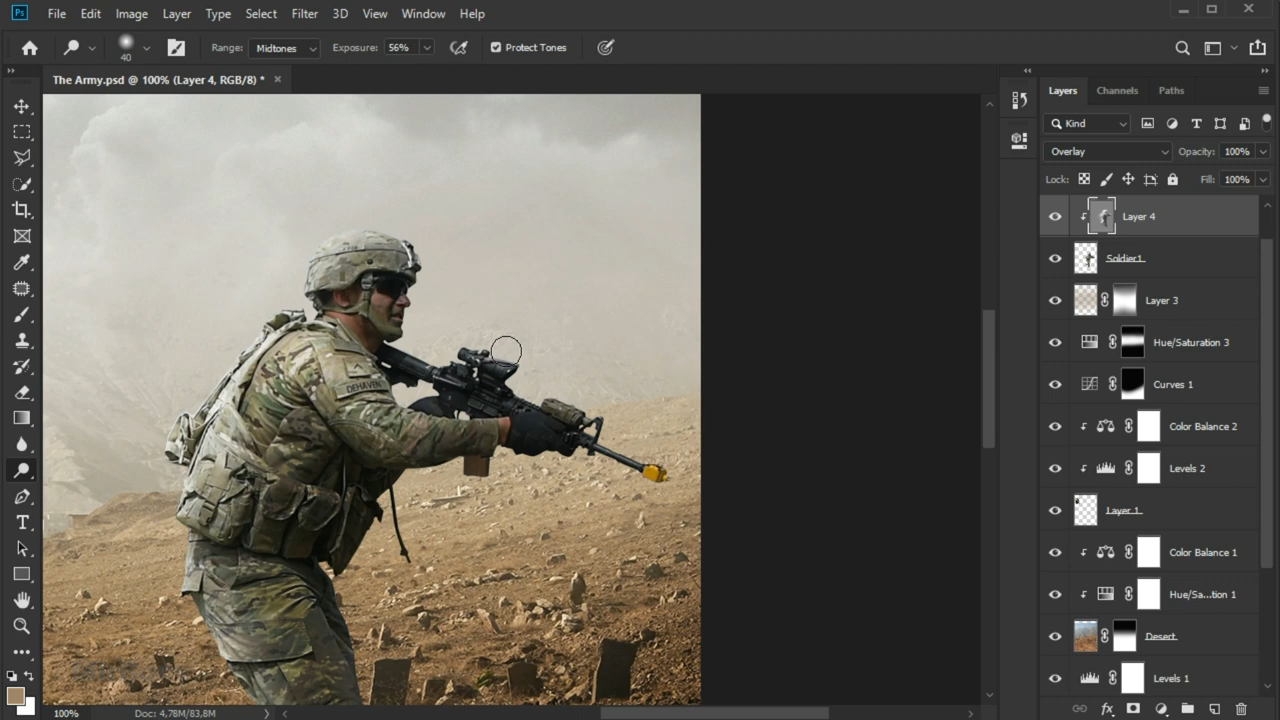 Ps File Edit Image Layer Type Select Filter 3D View Window Help
40 Range: Midtones Exposure: 56% Protect Tones
The Army.psd @ 100% (Layer 4, RGB/8) *
Layers Channels Paths
Kind
Overlay Opacity: 100%
Lock: Fill: 100%
Layer 4
Soldier1
Layer 3
Hue/Saturation 3
Curves 1
DEHAVEN
Color Balance 2
Levels 2
Layer 1
Color Balance 1
Hue/Sa...tion 1
Desert
Levels 1
100% Doc: 4,78M/83,8M